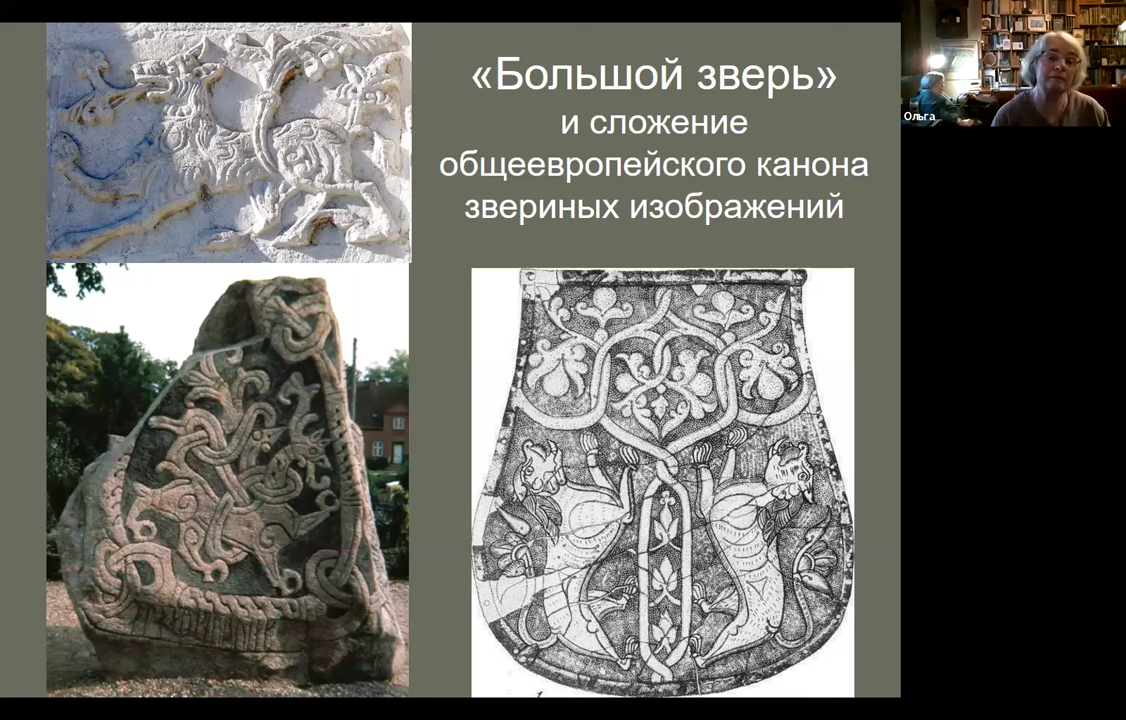 «Большой зверь»
и сложение
общеевропейского канона
звериных изображений
Ольга